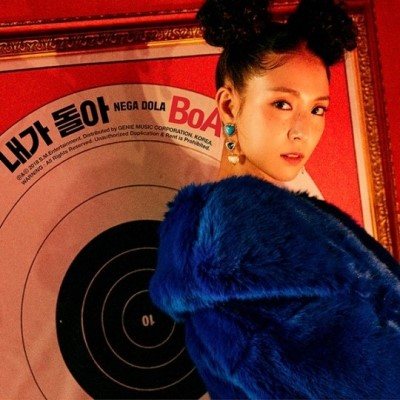 내가 돌아 NEGA DOLA BoA
℗&© 2018 S.M.Entertainment. Distributed by GENIE MUSIC CORPORATION, KOREA.
WARNING : All Rights Reserved. Unauthorized Duplication & Rent is Prohibited.
10